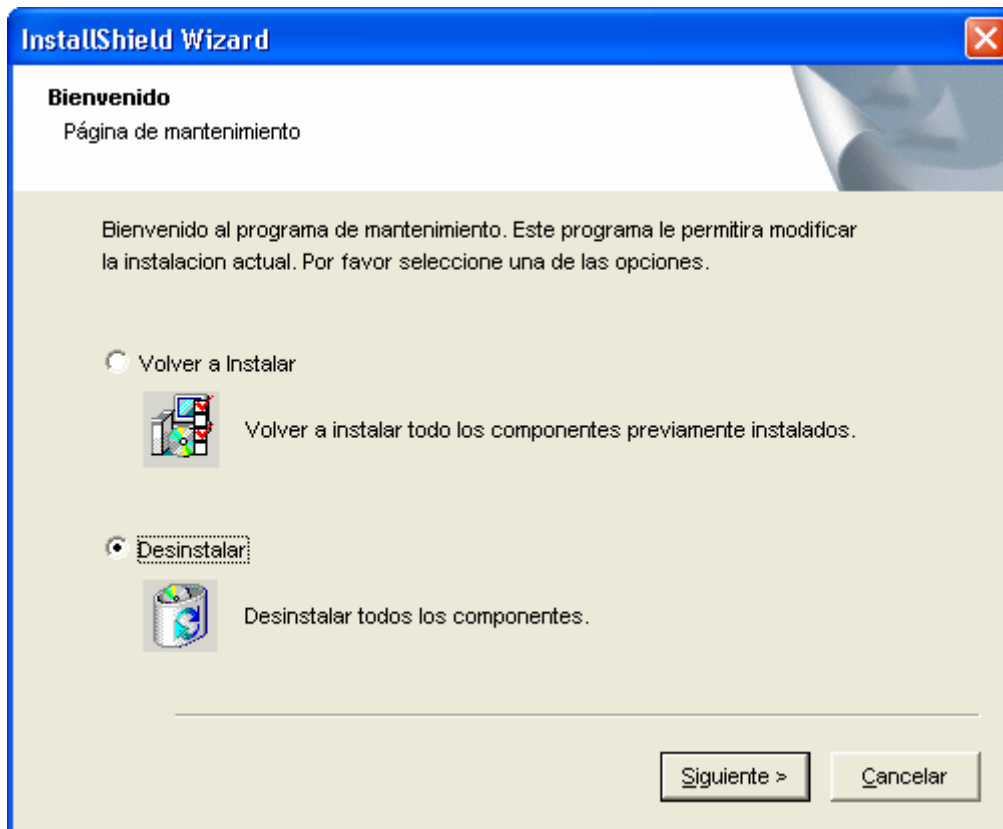 InstallShield Wizard
Bienvenido
Página de mantenimiento
Bienvenido al programa de mantenimiento. Este programa le permitira modificar
la instalacion actual. Por favor seleccione una de las opciones.
Volver a Instalar
Volver a instalar todo los componentes previamente instalados.
Desinstalar
Desinstalar todos los componentes.
Siguiente >
Cancelar